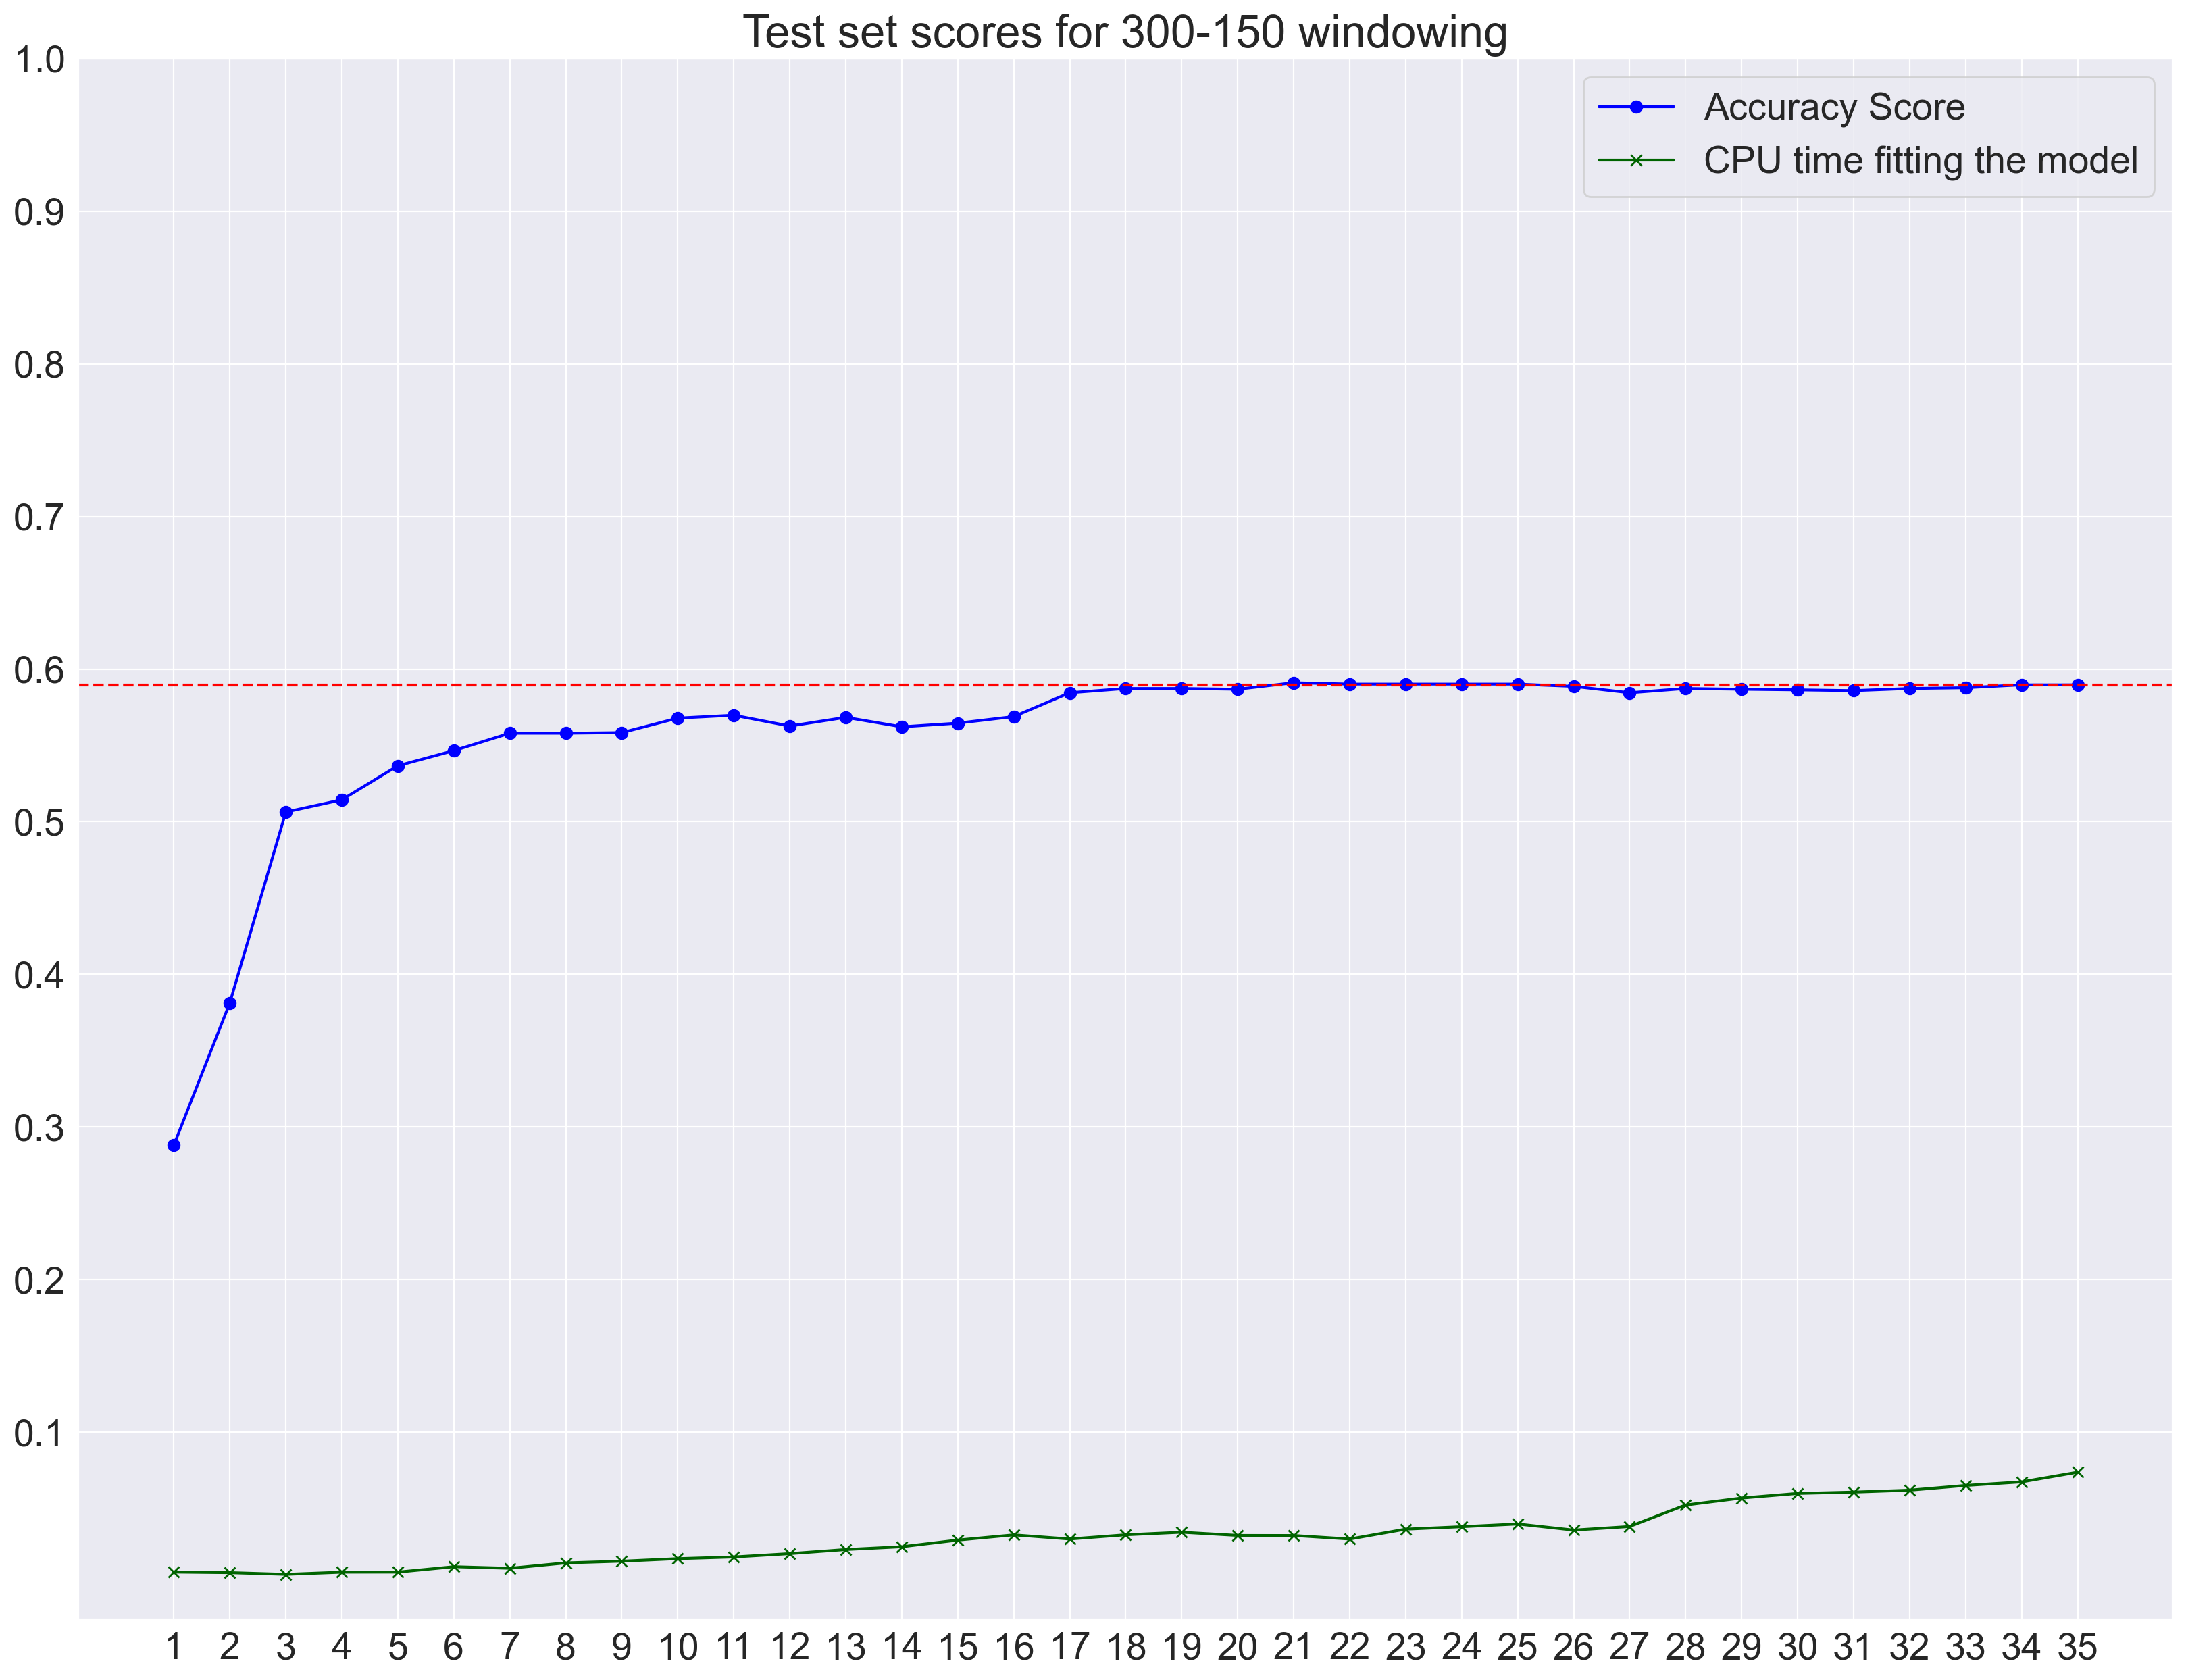 Test set scores for 300-150 windowing
1.0
Accuracy Score
CPU time fitting the model
0.9
0.8
0.7
0.6
0.5
0.4
0.3
0.2
0.1
1 2 3 4 5 6 7 8 9 10 11 12 13 14 15 16 17 18 19 20 21 22 23 24 25 26 27 28 29 30 31 32 33 34 35